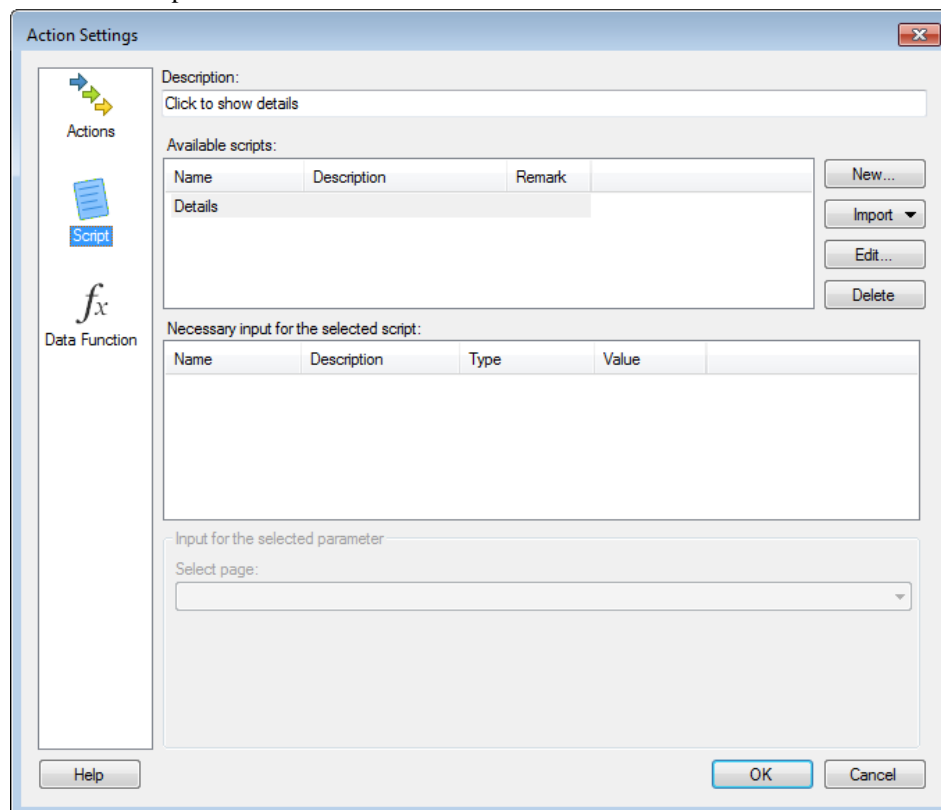 Action Settings
Description:
Click to show details
Actions
Available scripts:
Name Description Remark
New...
Details
Import
Script
Edit...
Delete
fx
Data Function
Necessary input for the selected script:
Name Description Type Value
Input for the selected parameter
Select page:
Help OK Cancel